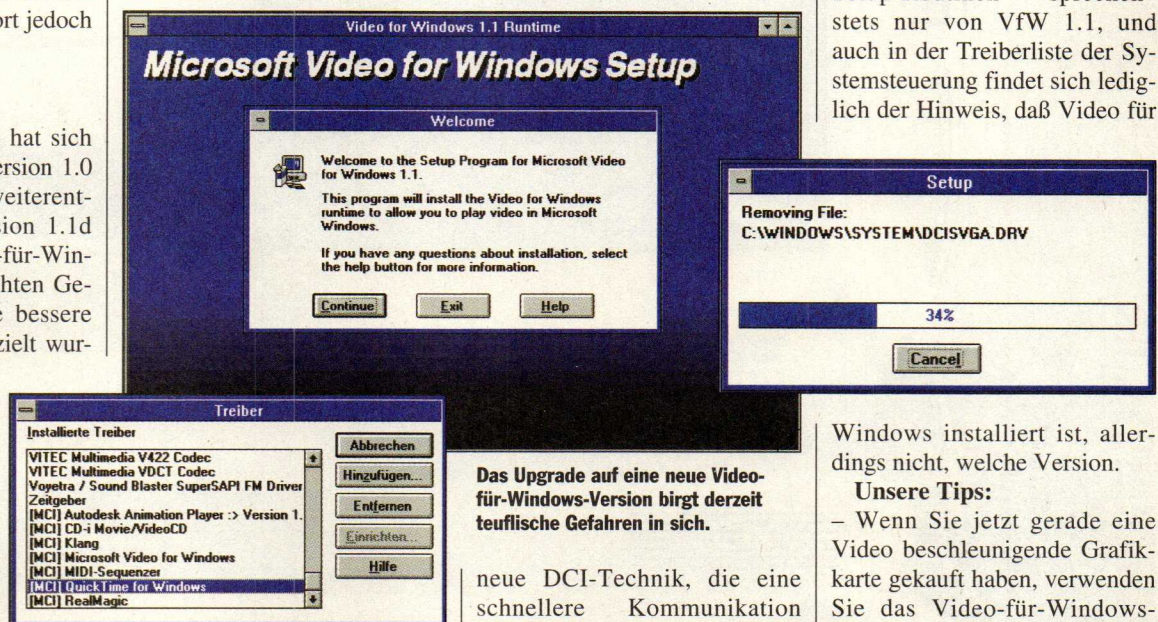 ort jedoch
hat sich
ersion 1.0
eiterent-
sion 1.1d
-für-Win-
hten Ge-
e bessere
zielt wur-
Video for Windows 1.1 Runtime
Microsoft Video for Windows Setup
Welcome
Welcome to the Setup Program for Microsoft Video
for Windows 1.1.
This program will install the Video for Windows
runtime to allow you to play video in Microsoft
Windows.
If you have any questions about installation, select
the help button for more information.
Continue
Exit
Help
Treiber
Installierte Treiber
VITEC Multimedia V422 Codec
VITEC Multimedia VDCT Codec
Voyetra / Sound Blaster SuperSAPI FM Driver
Zeitgeber
[MCI] Autodesk Animation Player :> Version 1.
[MCI] CD-i Movie/VideoCD
[MCI] Klang
[MCI] Microsoft Video for Windows
[MCI] MIDI-Sequenzer
[MCI] QuickTime for Windows
[MCI] RealMagic
Abbrechen
Hinzufügen...
Entfernen
Einrichten...
Hilfe
Das Upgrade auf eine neue Video-
für-Windows-Version birgt derzeit
teuflische Gefahren in sich.
neue DCI-Technik, die eine
schnellere Kommunikation
stets nur von VfW 1.1, und
auch in der Treiberliste der Sy-
stemsteuerung findet sich ledig-
lich der Hinweis, daß Video für
Setup
Removing File:
C:\WINDOWS\SYSTEM\DCISVGA.DRV
34%
Cancel
Windows installiert ist, aller-
dings nicht, welche Version.
Unsere Tips:
– Wenn Sie jetzt gerade eine
Video beschleunigende Grafik-
karte gekauft haben, verwenden
Sie das Video-für-Windows-